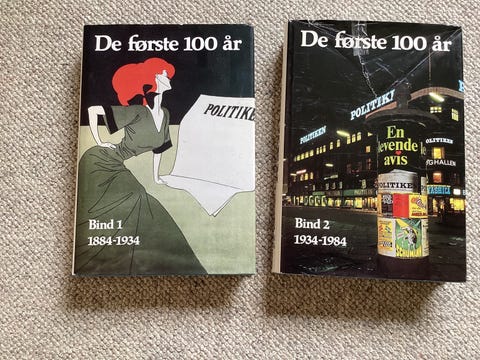 De første 100 år
POLITIKE
Bind 1
1884-1934
De første 100 år
POLITIKEN
POLITIKEN
En
levende
avis
POLITIKEN
POLITIKEN
Bind 2
1934-1984